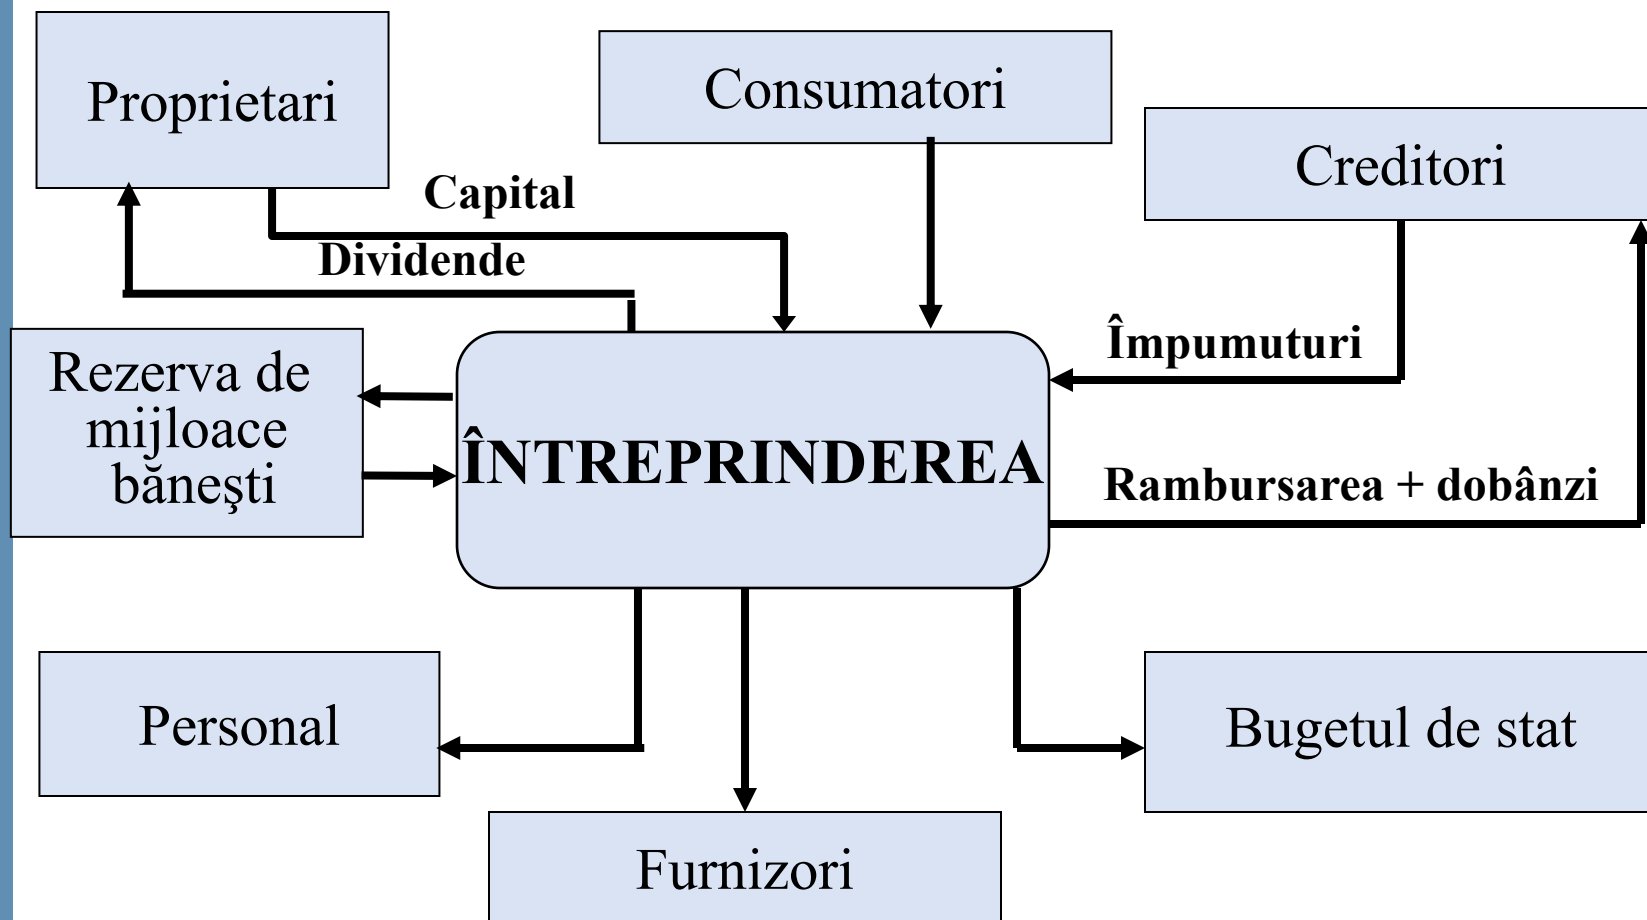 Proprietari
Consumatori
Creditori
Capital
Dividende
Împumuturi
Rezerva de
mijloace
băneşti
ÎNTREPRINDEREA
Rambursarea + dobânzi
Personal
Bugetul de stat
Furnizori